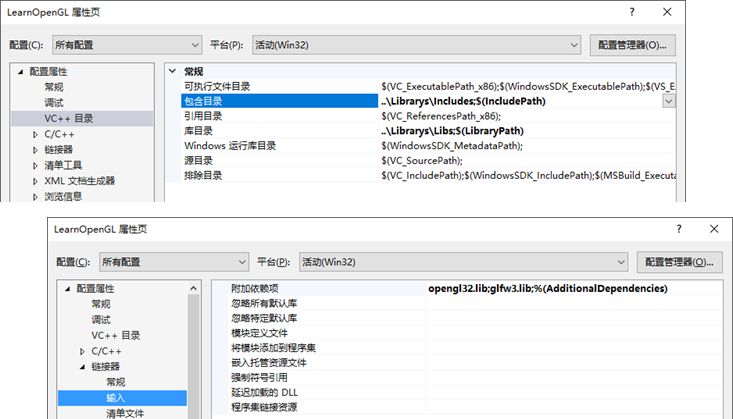 LearnOpenGL 属性页
配置(C): 所有配置 平台(P): 活动(Win32) 配置管理器(O)...
配置属性
常规
调试
VC++ 目录
C/C++
链接器
清单工具
XML 文档生成器
浏览信息
常规
可执行文件目录 $(VC_ExecutablePath_x86);$(WindowsSDK_ExecutablePath);$(VS_E
包含目录 ..\Librarys\Includes;$(IncludePath)
引用目录 $(VC_ReferencesPath_x86);
库目录 ..\Librarys\Libs;$(LibraryPath)
Windows 运行库目录 $(WindowsSDK_MetadataPath);
源目录 $(VC_SourcePath);
排除目录 $(VC_IncludePath);$(WindowsSDK_IncludePath);$(MSBuild_Executa
LearnOpenGL 属性页
配置(C): 所有配置 平台(P): 活动(Win32) 配置管理器(O)...
配置属性
常规
调试
VC++ 目录
C/C++
链接器
常规
输入
清单文件
附加依赖项 opengl32.lib;glfw3.lib;%(AdditionalDependencies)
忽略所有默认库
忽略特定默认库
模块定义文件
将模块添加到程序集
嵌入托管资源文件
强制符号引用
延迟加载的 DLL
程序集链接资源